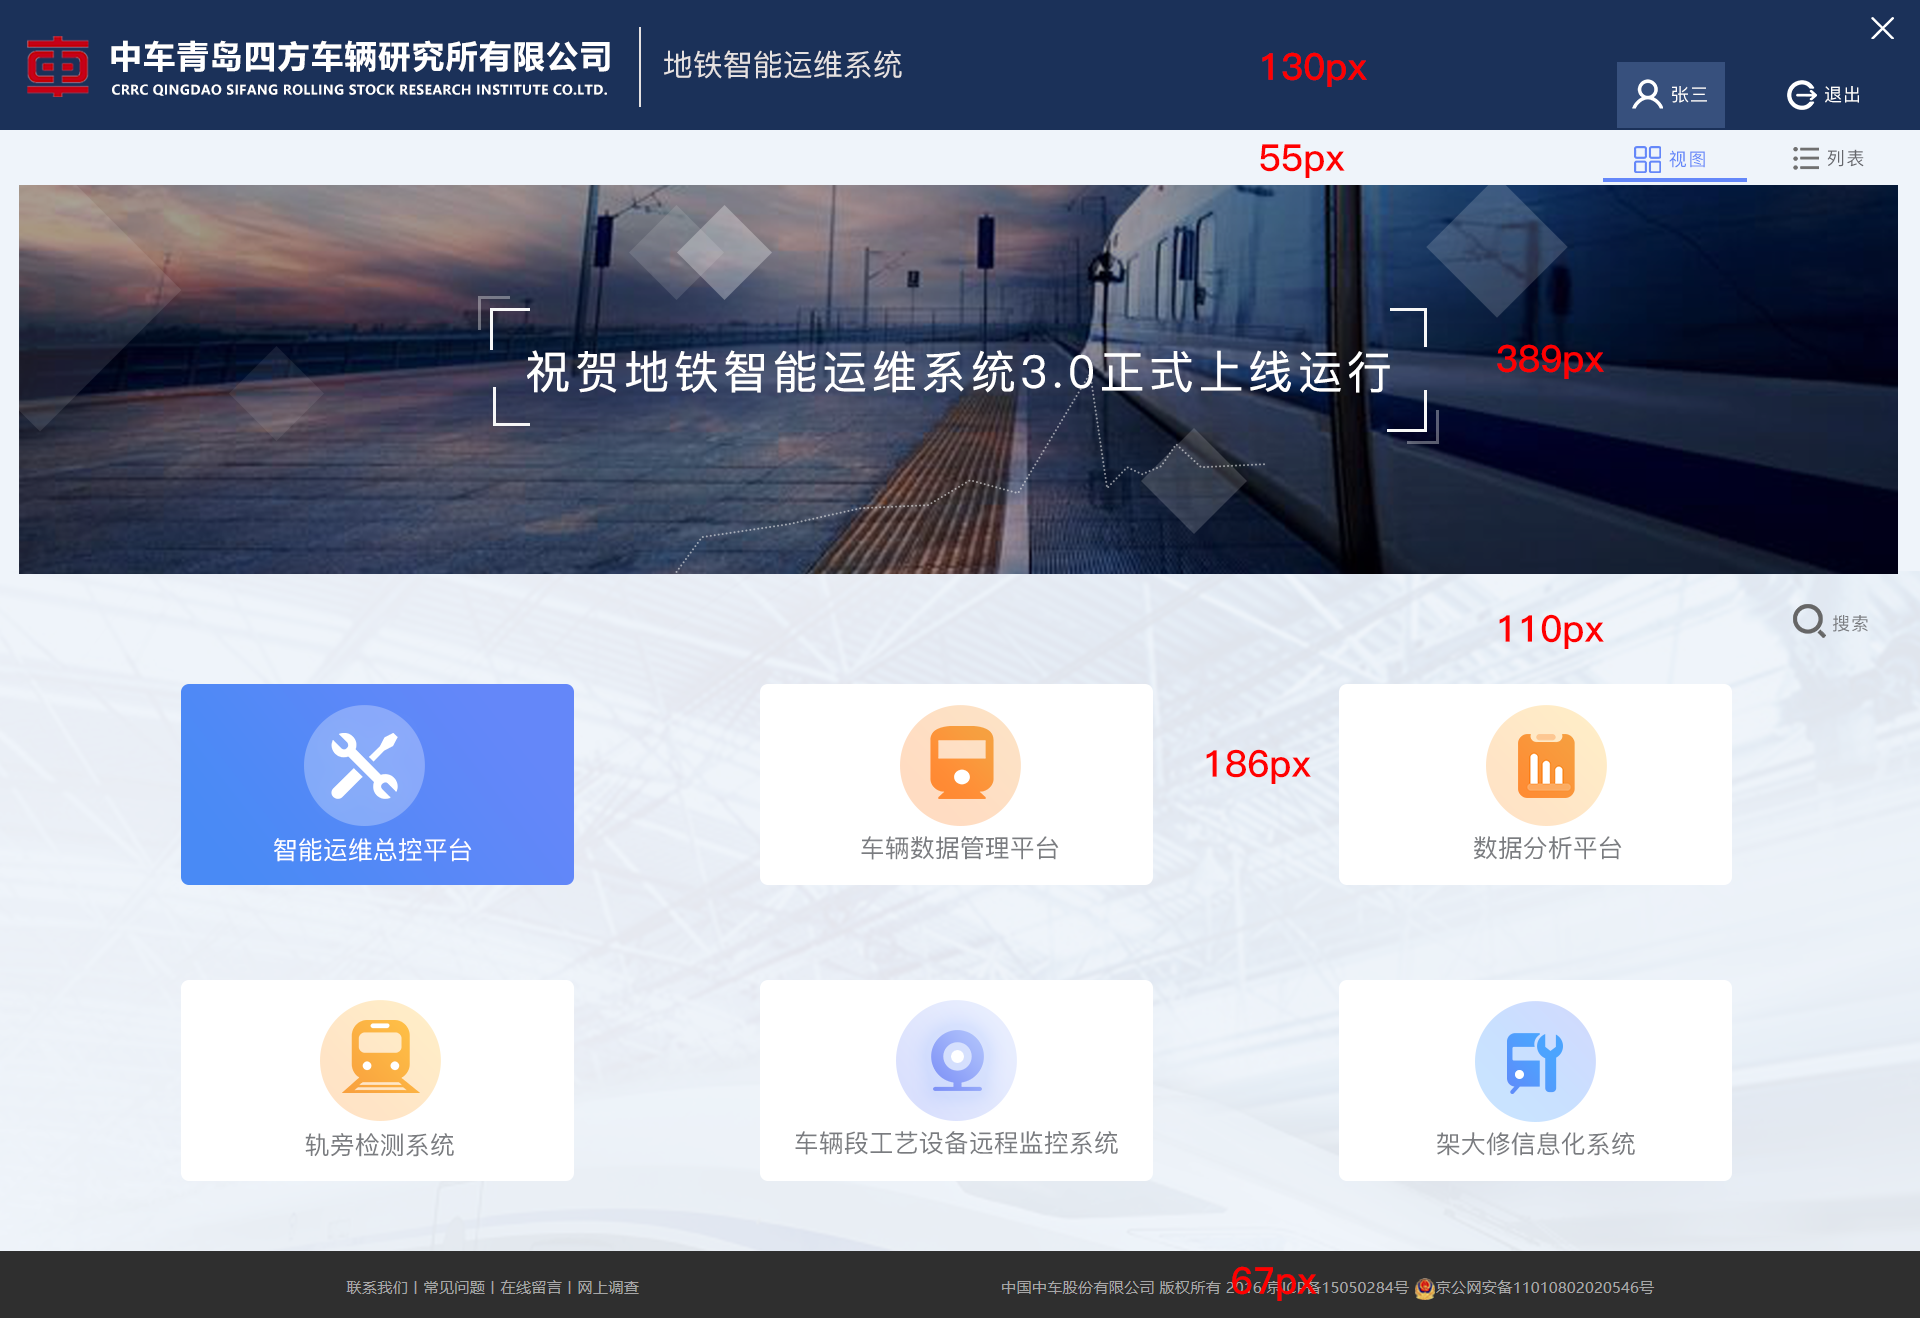 中车青岛四方车辆研究所有限公司
CRRC QINGDAO SIFANG ROLLING STOCK RESEARCH INSTITUTE CO.LTD.
地铁智能运维系统
130px
张三
退出
55px
视图
列表
祝贺地铁智能运维系统3.0正式上线运行
389px
110px
搜索
智能运维总控平台
车辆数据管理平台
186px
数据分析平台
轨旁检测系统
车辆段工艺设备远程监控系统
架大修信息化系统
联系我们 | 常见问题 | 在线留言 | 网上调查
中国中车股份有限公司 版权所有 2016 京ICP备15050284号 京公网安备11010802020546号
67px